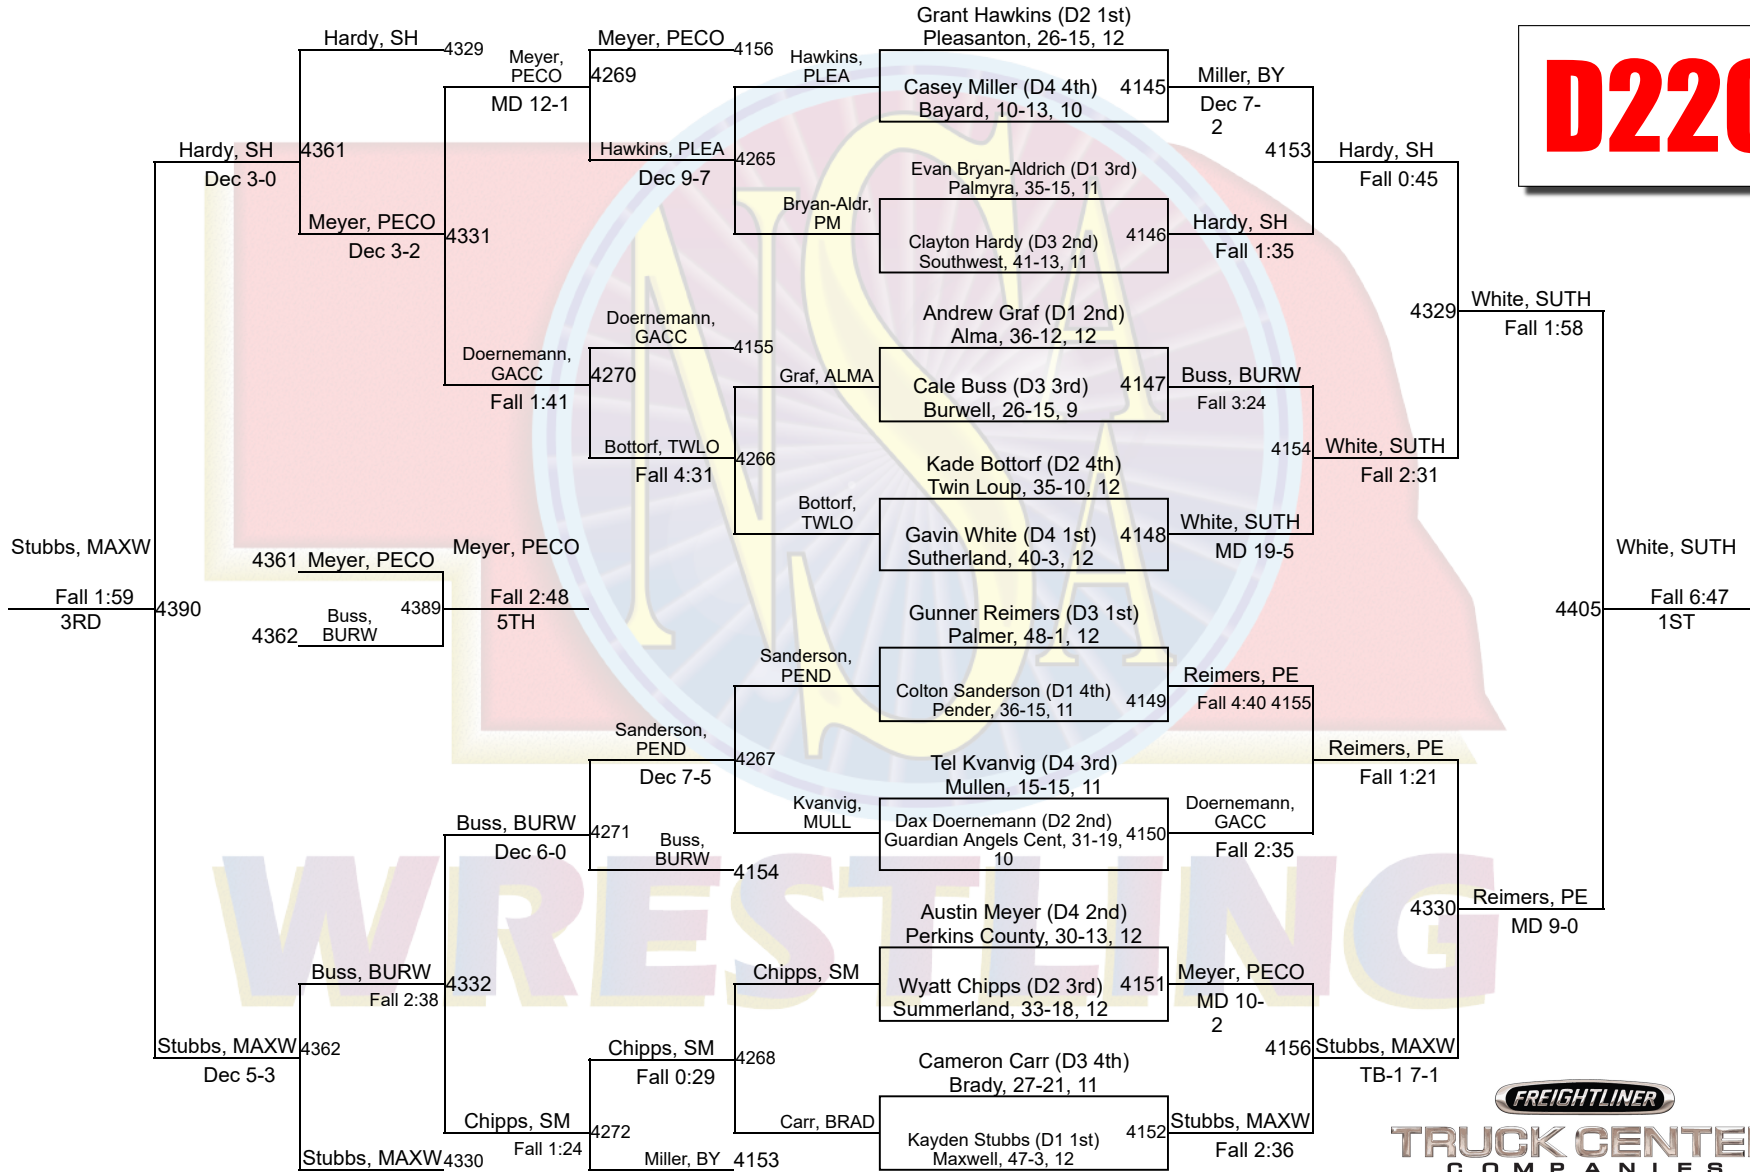 Grant Hawkins (D2 1st)
Pleasanton, 26-15, 12
Casey Miller (D4 4th)
Bayard, 10-13, 10
4145
Evan Bryan-Aldrich (D1 3rd)
Palmyra, 35-15, 11
Clayton Hardy (D3 2nd)
Southwest, 41-13, 11
4146
Andrew Graf (D1 2nd)
Alma, 36-12, 12
Cale Buss (D3 3rd)
Burwell, 26-15, 9
4147
Kade Bottorf (D2 4th)
Twin Loup, 35-10, 12
Gavin White (D4 1st)
Sutherland, 40-3, 12
4148
Gunner Reimers (D3 1st)
Palmer, 48-1, 12
Colton Sanderson (D1 4th)
Pender, 36-15, 11
4149
Tel Kvanvig (D4 3rd)
Mullen, 15-15, 11
Dax Doernemann (D2 2nd)
Guardian Angels Cent, 31-19,
10
4150
Austin Meyer (D4 2nd)
Perkins County, 30-13, 12
Wyatt Chipps (D2 3rd)
Summerland, 33-18, 12
4151
Cameron Carr (D3 4th)
Brady, 27-21, 11
Kayden Stubbs (D1 1st)
Maxwell, 47-3, 12
4152
Miller, BY
Dec 7-
2
4153
Hardy, SH
Fall 1:35
Buss, BURW
Fall 3:24
4154
White, SUTH
MD 19-5
Reimers, PE
Fall 4:40 4155
Doernemann,
GACC
Fall 2:35
Meyer, PECO
MD 10-
2
4156
Stubbs, MAXW
Fall 2:36
Hardy, SH
Fall 0:45
4329
White, SUTH
Fall 2:31
Reimers, PE
Fall 1:21
4330
Stubbs, MAXW
TB-1 7-1
White, SUTH
Fall 1:58
4405
Reimers, PE
MD 9-0
White, SUTH
Fall 6:47
1ST
Hawkins,
PLEA
4265
Bryan-Aldr,
PM
Graf, ALMA
4266
Bottorf,
TWLO
Sanderson,
PEND
4267
Kvanvig,
MULL
Chipps, SM
4268
Carr, BRAD
Meyer, PECO
4156
4269
Hawkins, PLEA
Dec 9-7
Doernemann,
GACC
4155
4270
Bottorf, TWLO
Fall 4:31
Sanderson,
PEND
Dec 7-5
4271
Buss,
BURW
4154
Chipps, SM
Fall 0:29
4272
Miller, BY
4153
Meyer,
PECO
MD 12-1
4331
Doernemann,
GACC
Fall 1:41
Buss, BURW
Dec 6-0
4332
Chipps, SM
Fall 1:24
Hardy, SH
4329
4361
Meyer, PECO
Dec 3-2
Buss, BURW
Fall 2:38
4362
Stubbs, MAXW
4330
Hardy, SH
Dec 3-0
4390
Stubbs, MAXW
Dec 5-3
Stubbs, MAXW
Fall 1:59
3RD
4361 Meyer, PECO
4389
4362
Buss,
BURW
Meyer, PECO
Fall 2:48
5TH
NSAA
WRESTLING
D220
FREIGHTLINER
TRUCK CENTE
COMPANIES